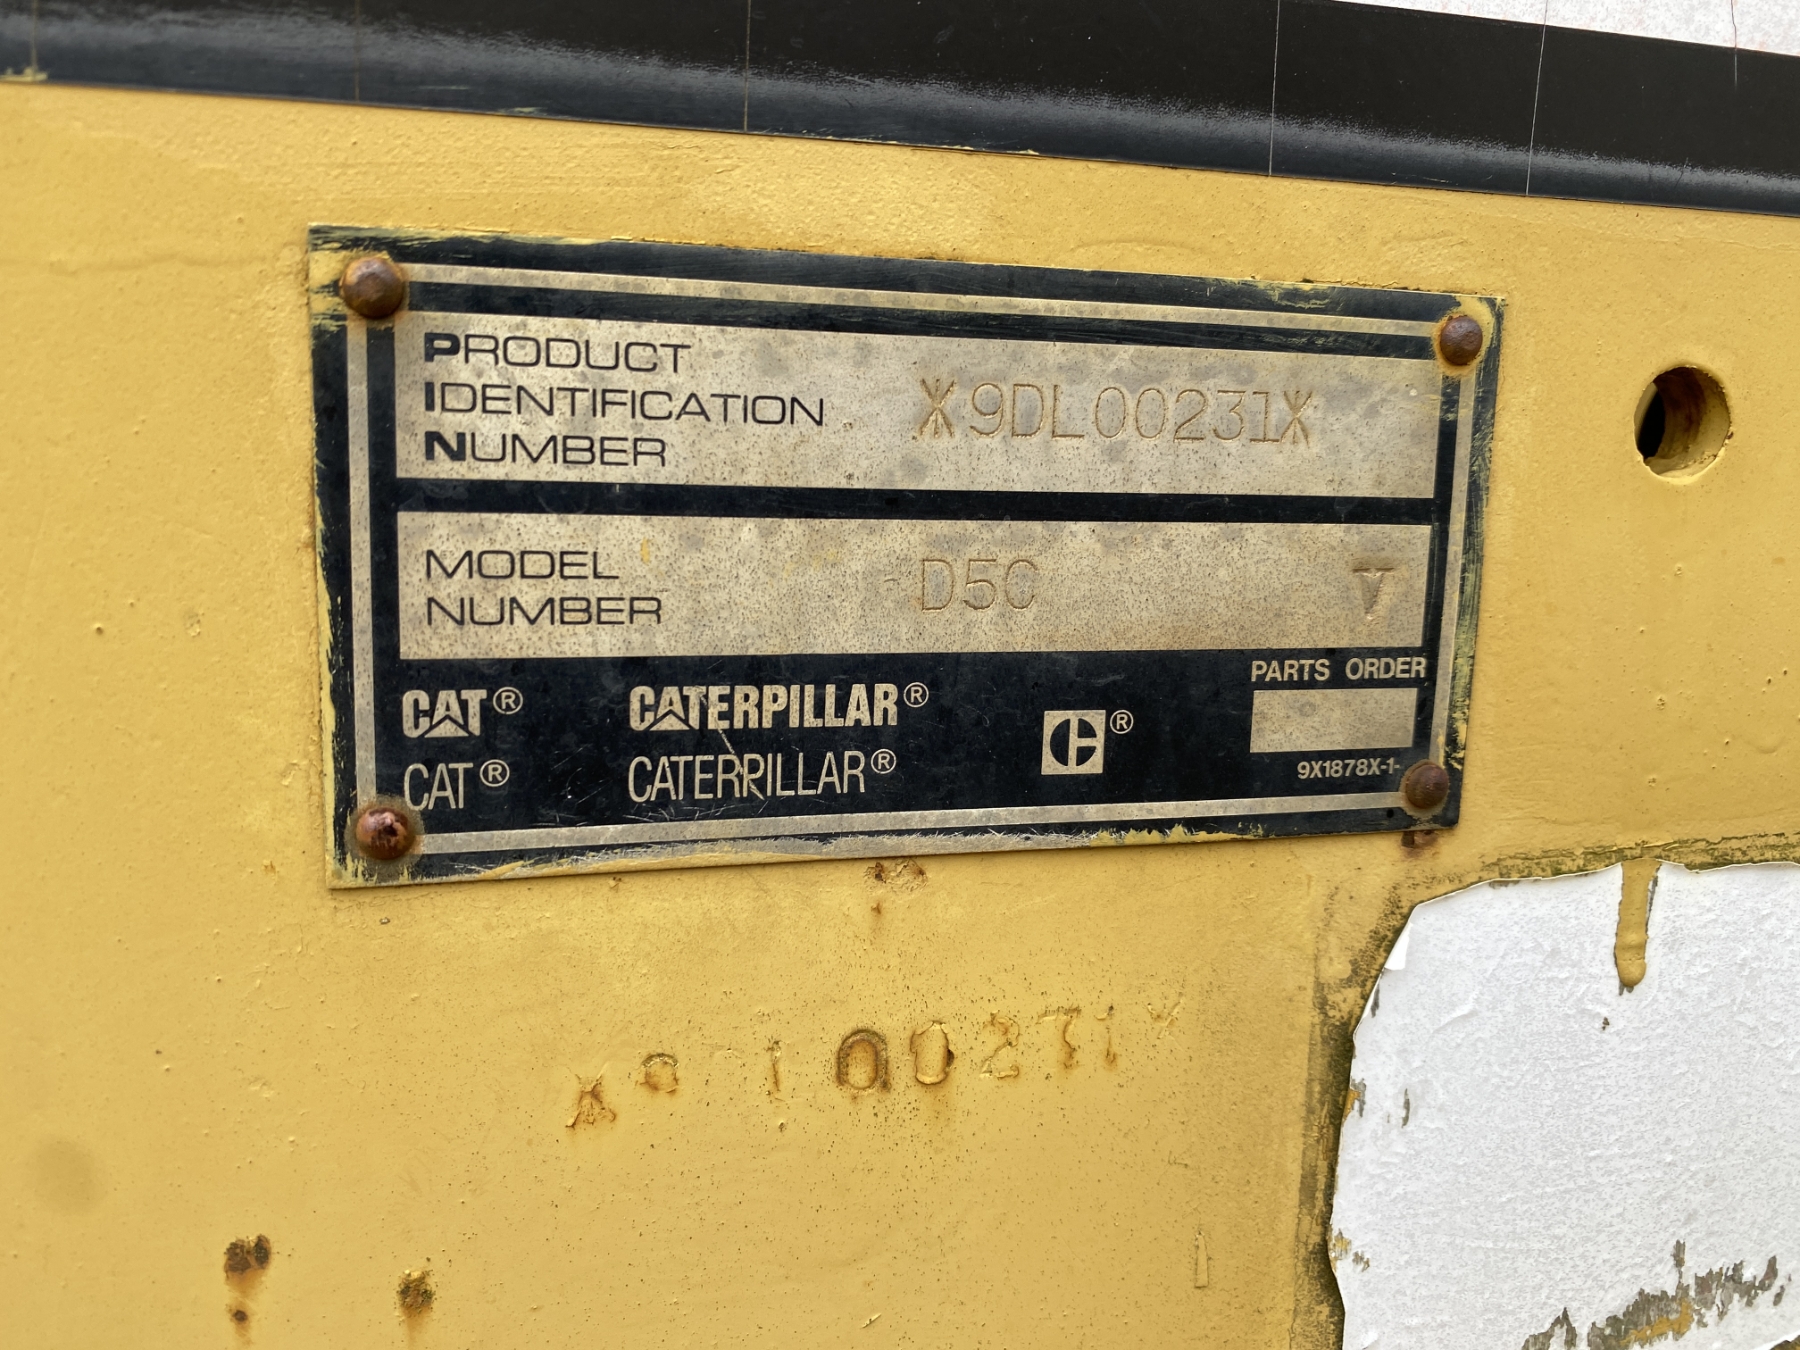 PRODUCT
IDENTIFICATION
NUMBER
*9DL00231*
MODEL
NUMBER
D5C
V
CAT®
CATERPILLAR®
CAT®
CATERPILLAR®
C®
PARTS ORDER
9X1878X-1-